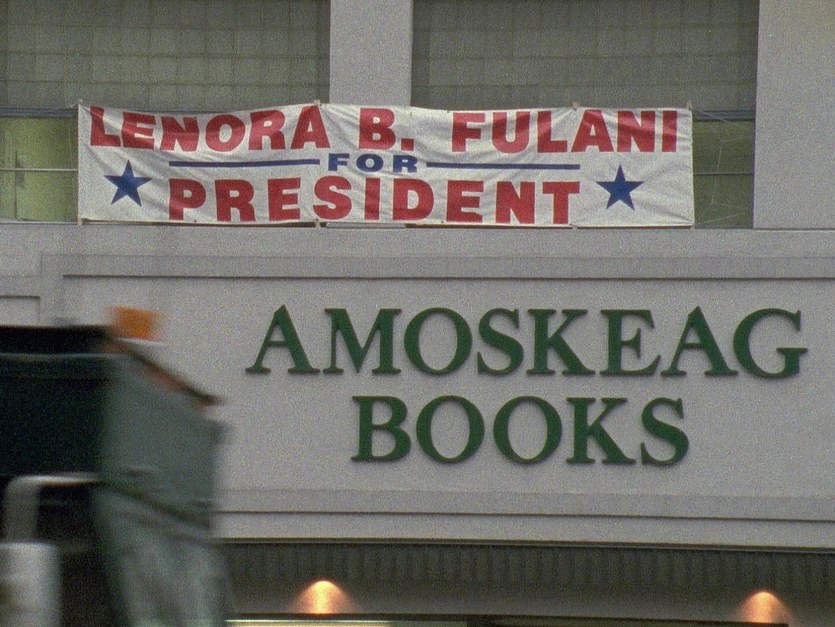 LENORA B. FULANI
FOR
PRESIDENT
AMOSKEAG
BOOKS